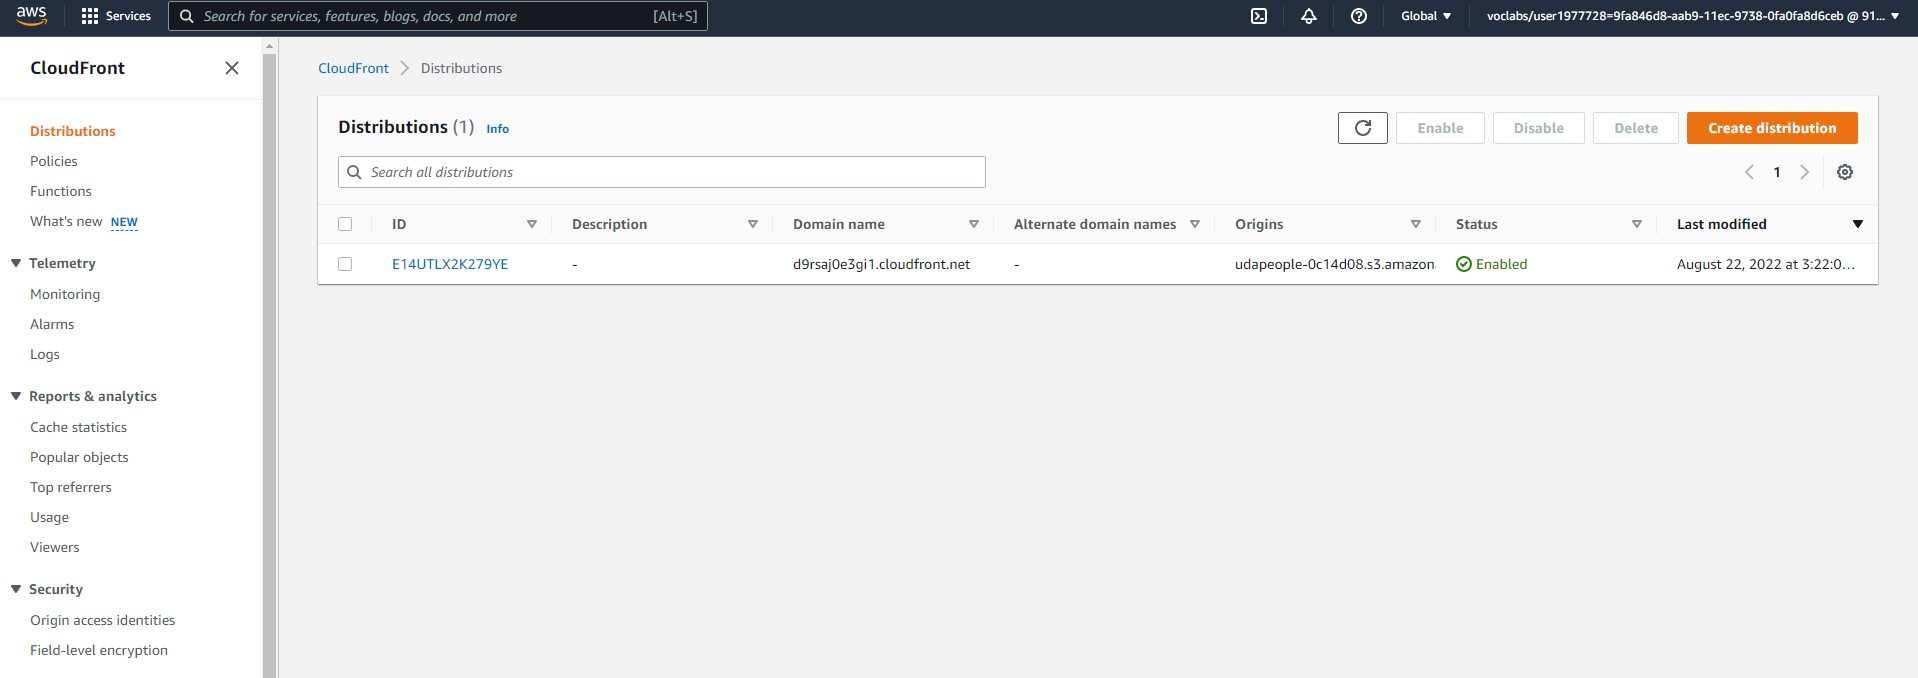 aws
Services
Search for services, features, blogs, docs, and more [Alt+S]
Global
voclabs/user1977728=9fa846d8-aab9-11ec-9738-0fa0fa8d6ceb @ 91...
CloudFront
Distributions
Policies
Functions
What's new NEW
Telemetry
Monitoring
Alarms
Logs
Reports & analytics
Cache statistics
Popular objects
Top referrers
Usage
Viewers
Security
Origin access identities
Field-level encryption
CloudFront Distributions
Distributions (1) Info
Enable
Disable
Delete
Create distribution
Search all distributions
1
ID Description Domain name Alternate domain names Origins Status Last modified
E14UTLX2K279YE - d9rsaj0e3gi1.cloudfront.net - udapeople-0c14d08.s3.amazon Enabled August 22, 2022 at 3:22:0...